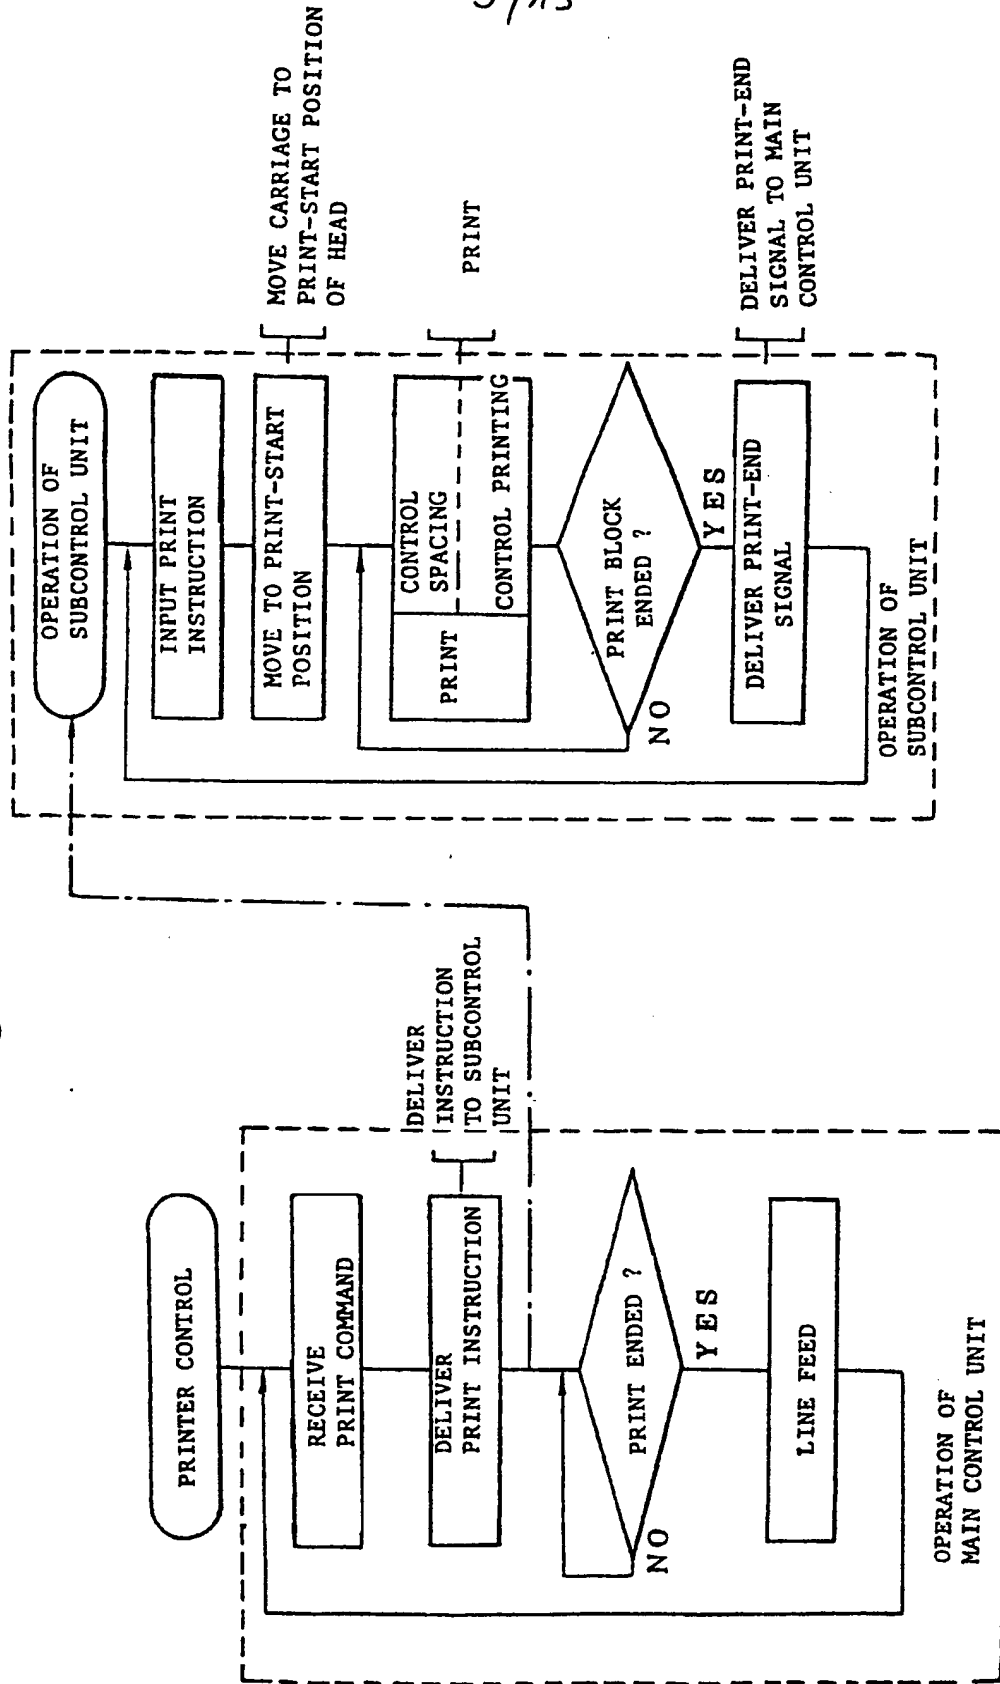 5/13
PRINTER CONTROL
RECEIVE
PRINT COMMAND
DELIVER
PRINT INSTRUCTION
DELIVER
INSTRUCTION
TO SUBCONTROL
UNIT
PRINT ENDED ?
NO
YES
LINE FEED
OPERATION OF
MAIN CONTROL UNIT
OPERATION OF
SUBCONTROL UNIT
INPUT PRINT
INSTRUCTION
MOVE TO PRINT-START
POSITION
MOVE CARRIAGE TO
PRINT-START POSITION
OF HEAD
PRINT
CONTROL
SPACING
CONTROL PRINTING
PRINT
PRINT BLOCK
ENDED ?
NO
YES
DELIVER PRINT-END
SIGNAL
DELIVER PRINT-END
SIGNAL TO MAIN
CONTROL UNIT
OPERATION OF
SUBCONTROL UNIT